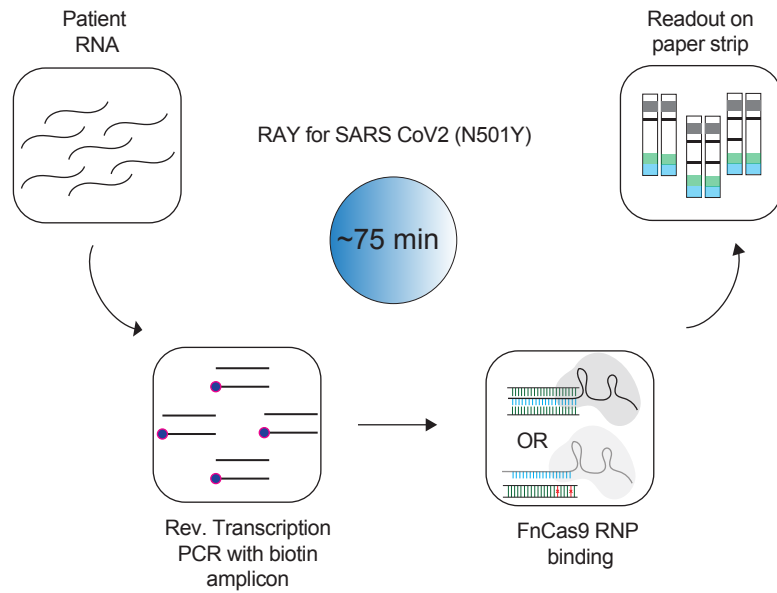 Patient
RNA
Readout on
paper strip
RAY for SARS CoV2 (N501Y)
~75 min
OR
Rev. Transcription
PCR with biotin
amplicon
FnCas9 RNP
binding